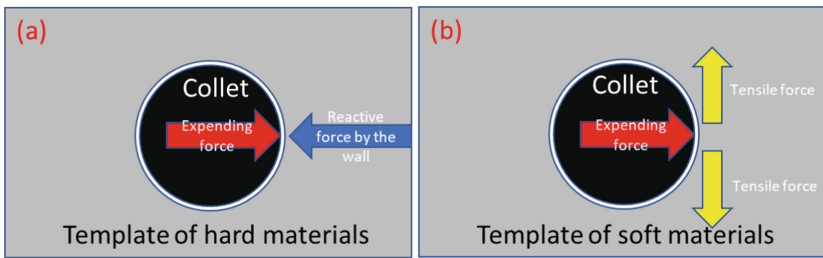 (a)
Collet
Expending
force
Reactive
force by the
wall
Template of hard materials
(b)
Collet
Expending
force
Tensile force
Tensile force
Template of soft materials